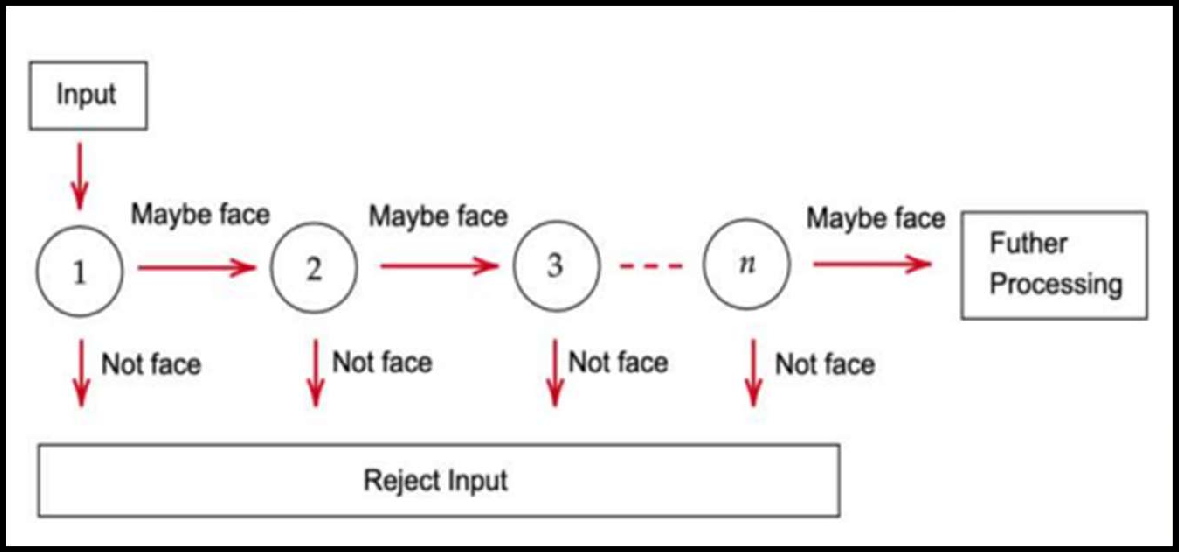 Input
Maybe face
Maybe face
Maybe face
1
2
3
n
Futher
Processing
Not face
Not face
Not face
Not face
Reject Input